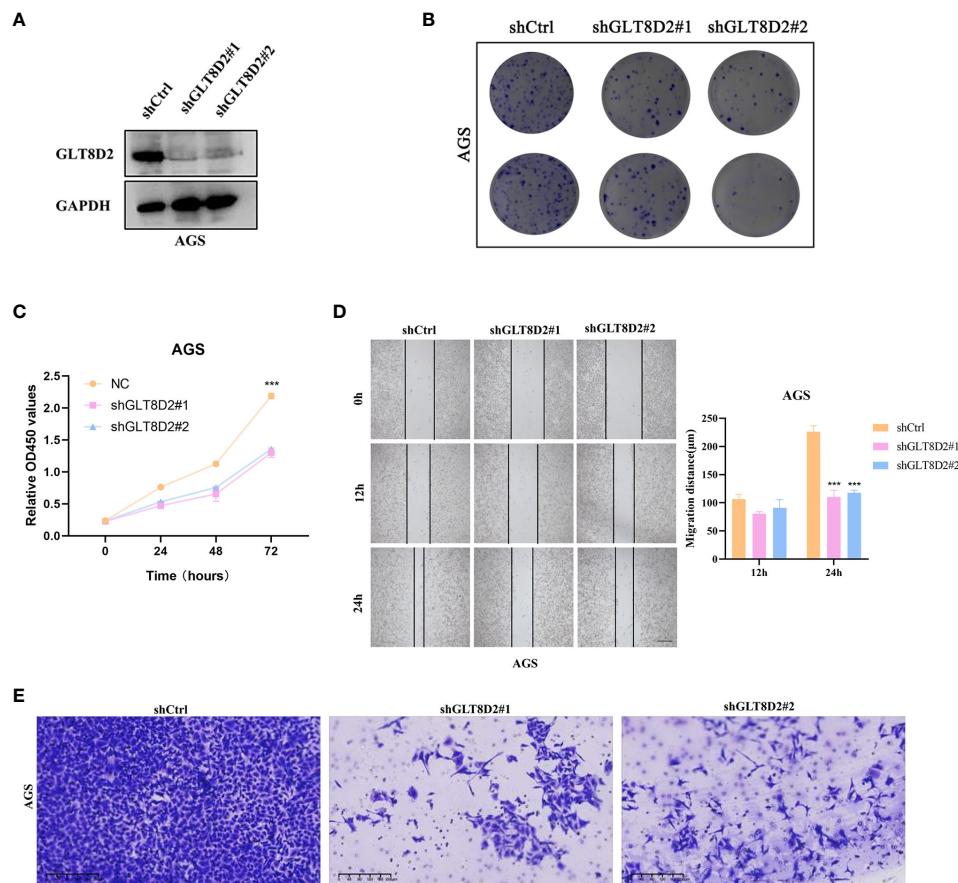 A
shCtrl
shGLT8D2#1
shGLT8D2#2
GLT8D2
GAPDH
AGS
B
shCtrl shGLT8D2#1 shGLT8D2#2
AGS
C
AGS
NC
shGLT8D2#1
shGLT8D2#2
***
Relative OD450 values
2.5
2.0
1.5
1.0
0.5
0.0
0 24 48 72
Time (hours)
D
shCtrl shGLT8D2#1 shGLT8D2#2
0h
12h
24h
AGS
AGS
Migration distance(μm)
250
200
150
100
50
0
*** ***
12h 24h
shCtrl
shGLT8D2#1
shGLT8D2#2
E
shCtrl shGLT8D2#1 shGLT8D2#2
AGS